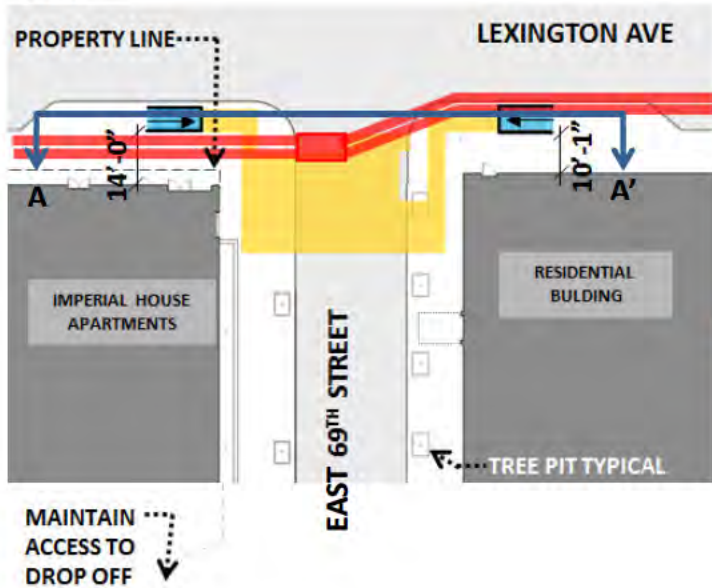 PROPERTY LINE
LEXINGTON AVE
14'-0"
10'-1"
A
A'
IMPERIAL HOUSE
APARTMENTS
RESIDENTIAL
BULDING
EAST 69TH STREET
TREE PIT TYPICAL
MAINTAIN
ACCESS TO
DROP OFF